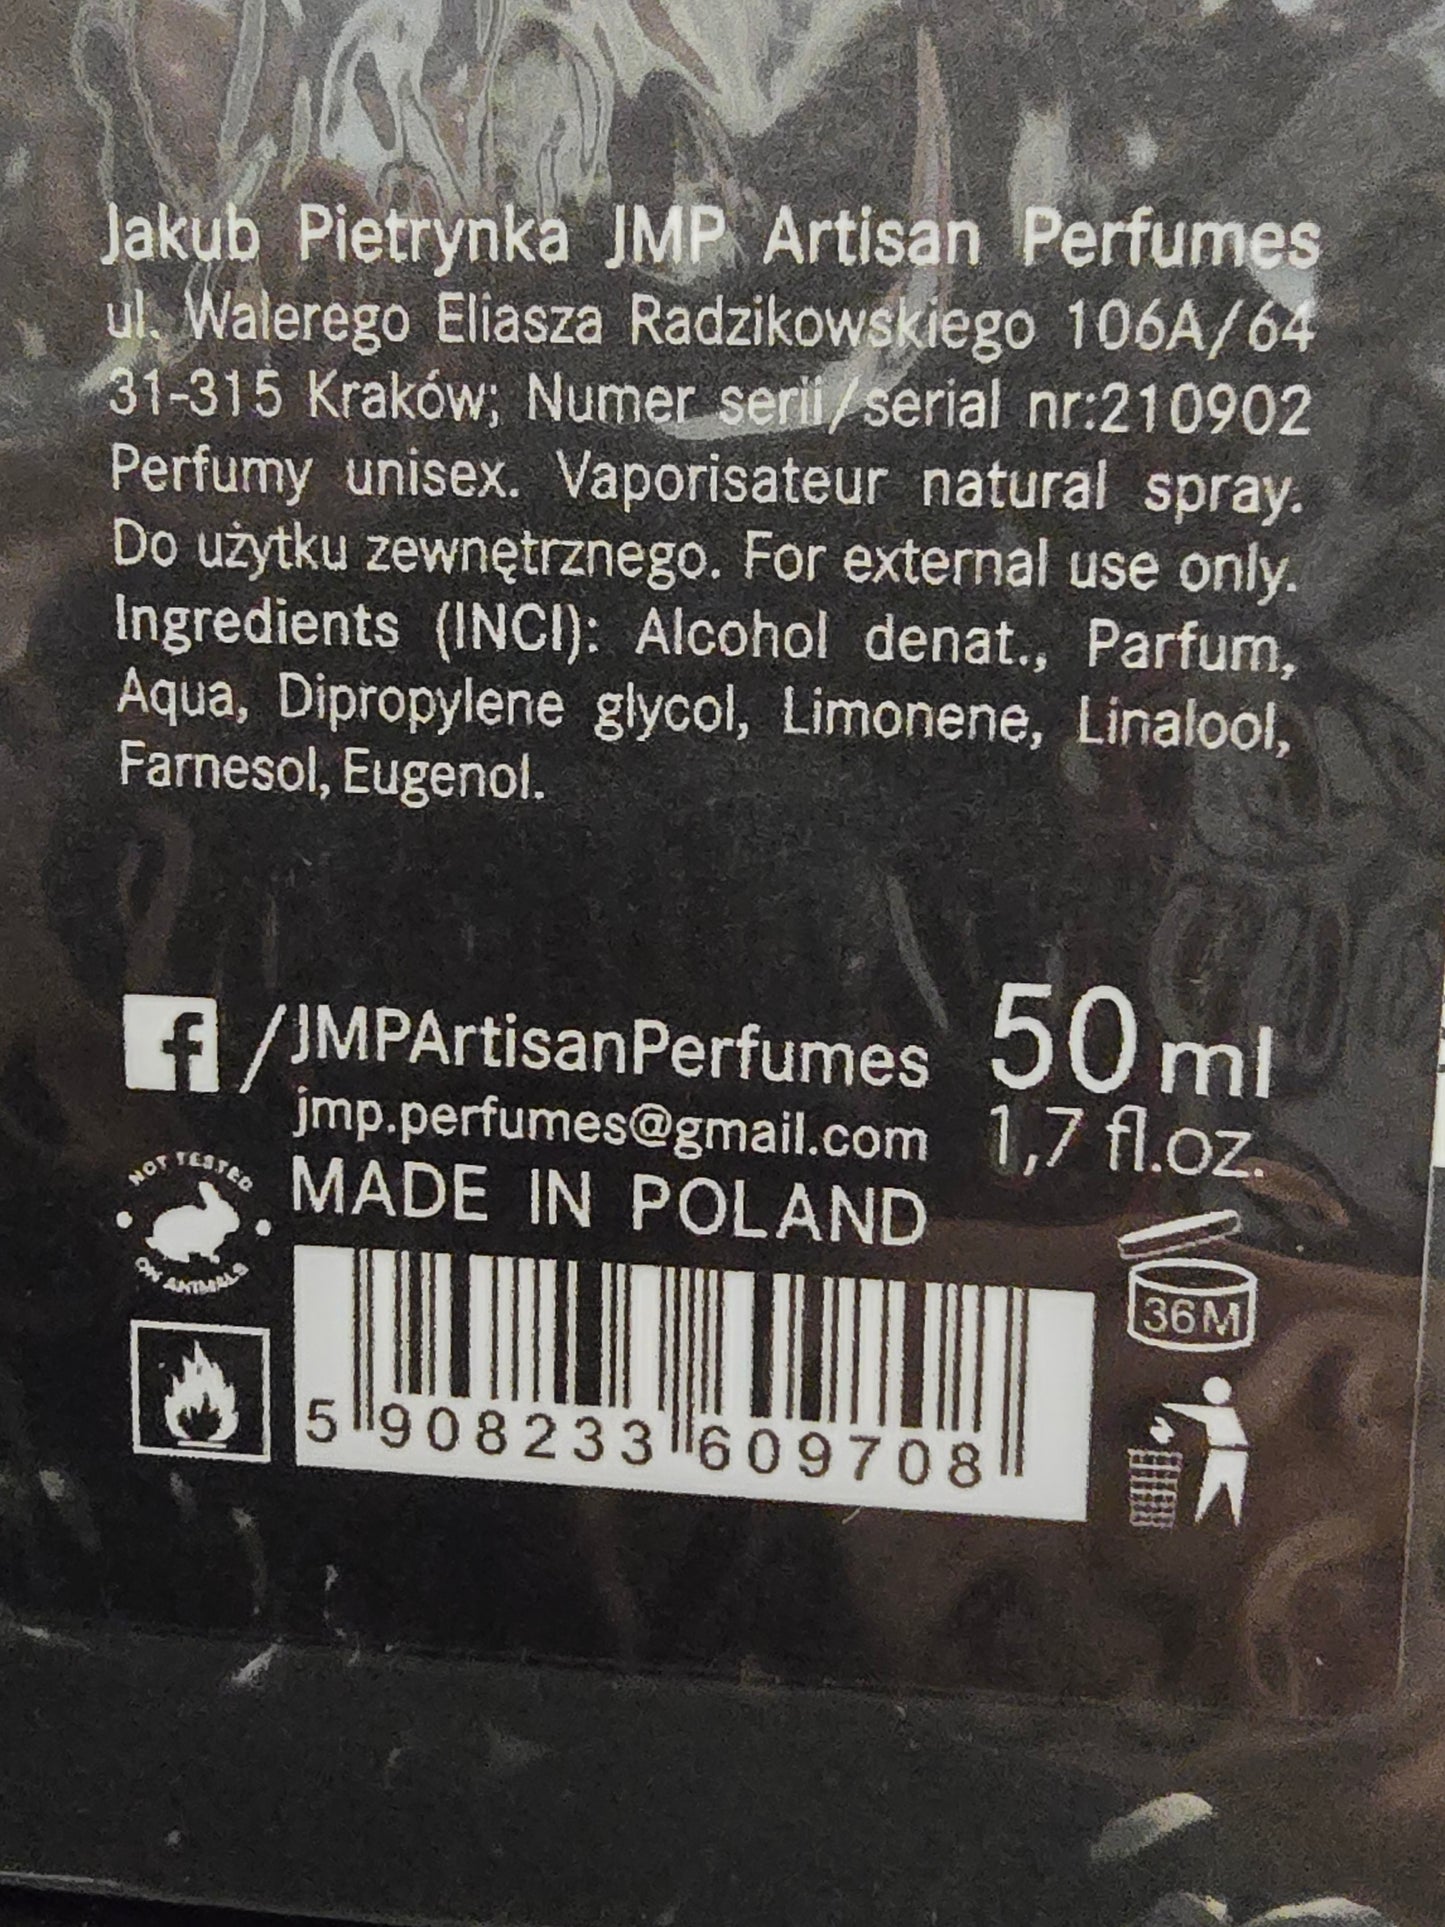 Jakub Pietrynka JMP Artisan Perfumes
ul. Walerego Eliasza Radzikowskiego 106A/64
31-315 Kraków; Numer serii/serial nr:210902
Perfumy unisex. Vaporisateur natural spray.
Do użytku zewnętrznego. For external use only.
Ingredients (INCI): Alcohol denat., Parfum,
Aqua, Dipropylene glycol, Limonene, Linalool,
Farnesol, Eugenol.
f/JMPArtisanPerfumes
jmp.perfumes@gmail.com
50 ml
1,7 fl.oz.
NOT TESTED
ON ANIMALS
MADE IN POLAND
36M
5 908233 609708